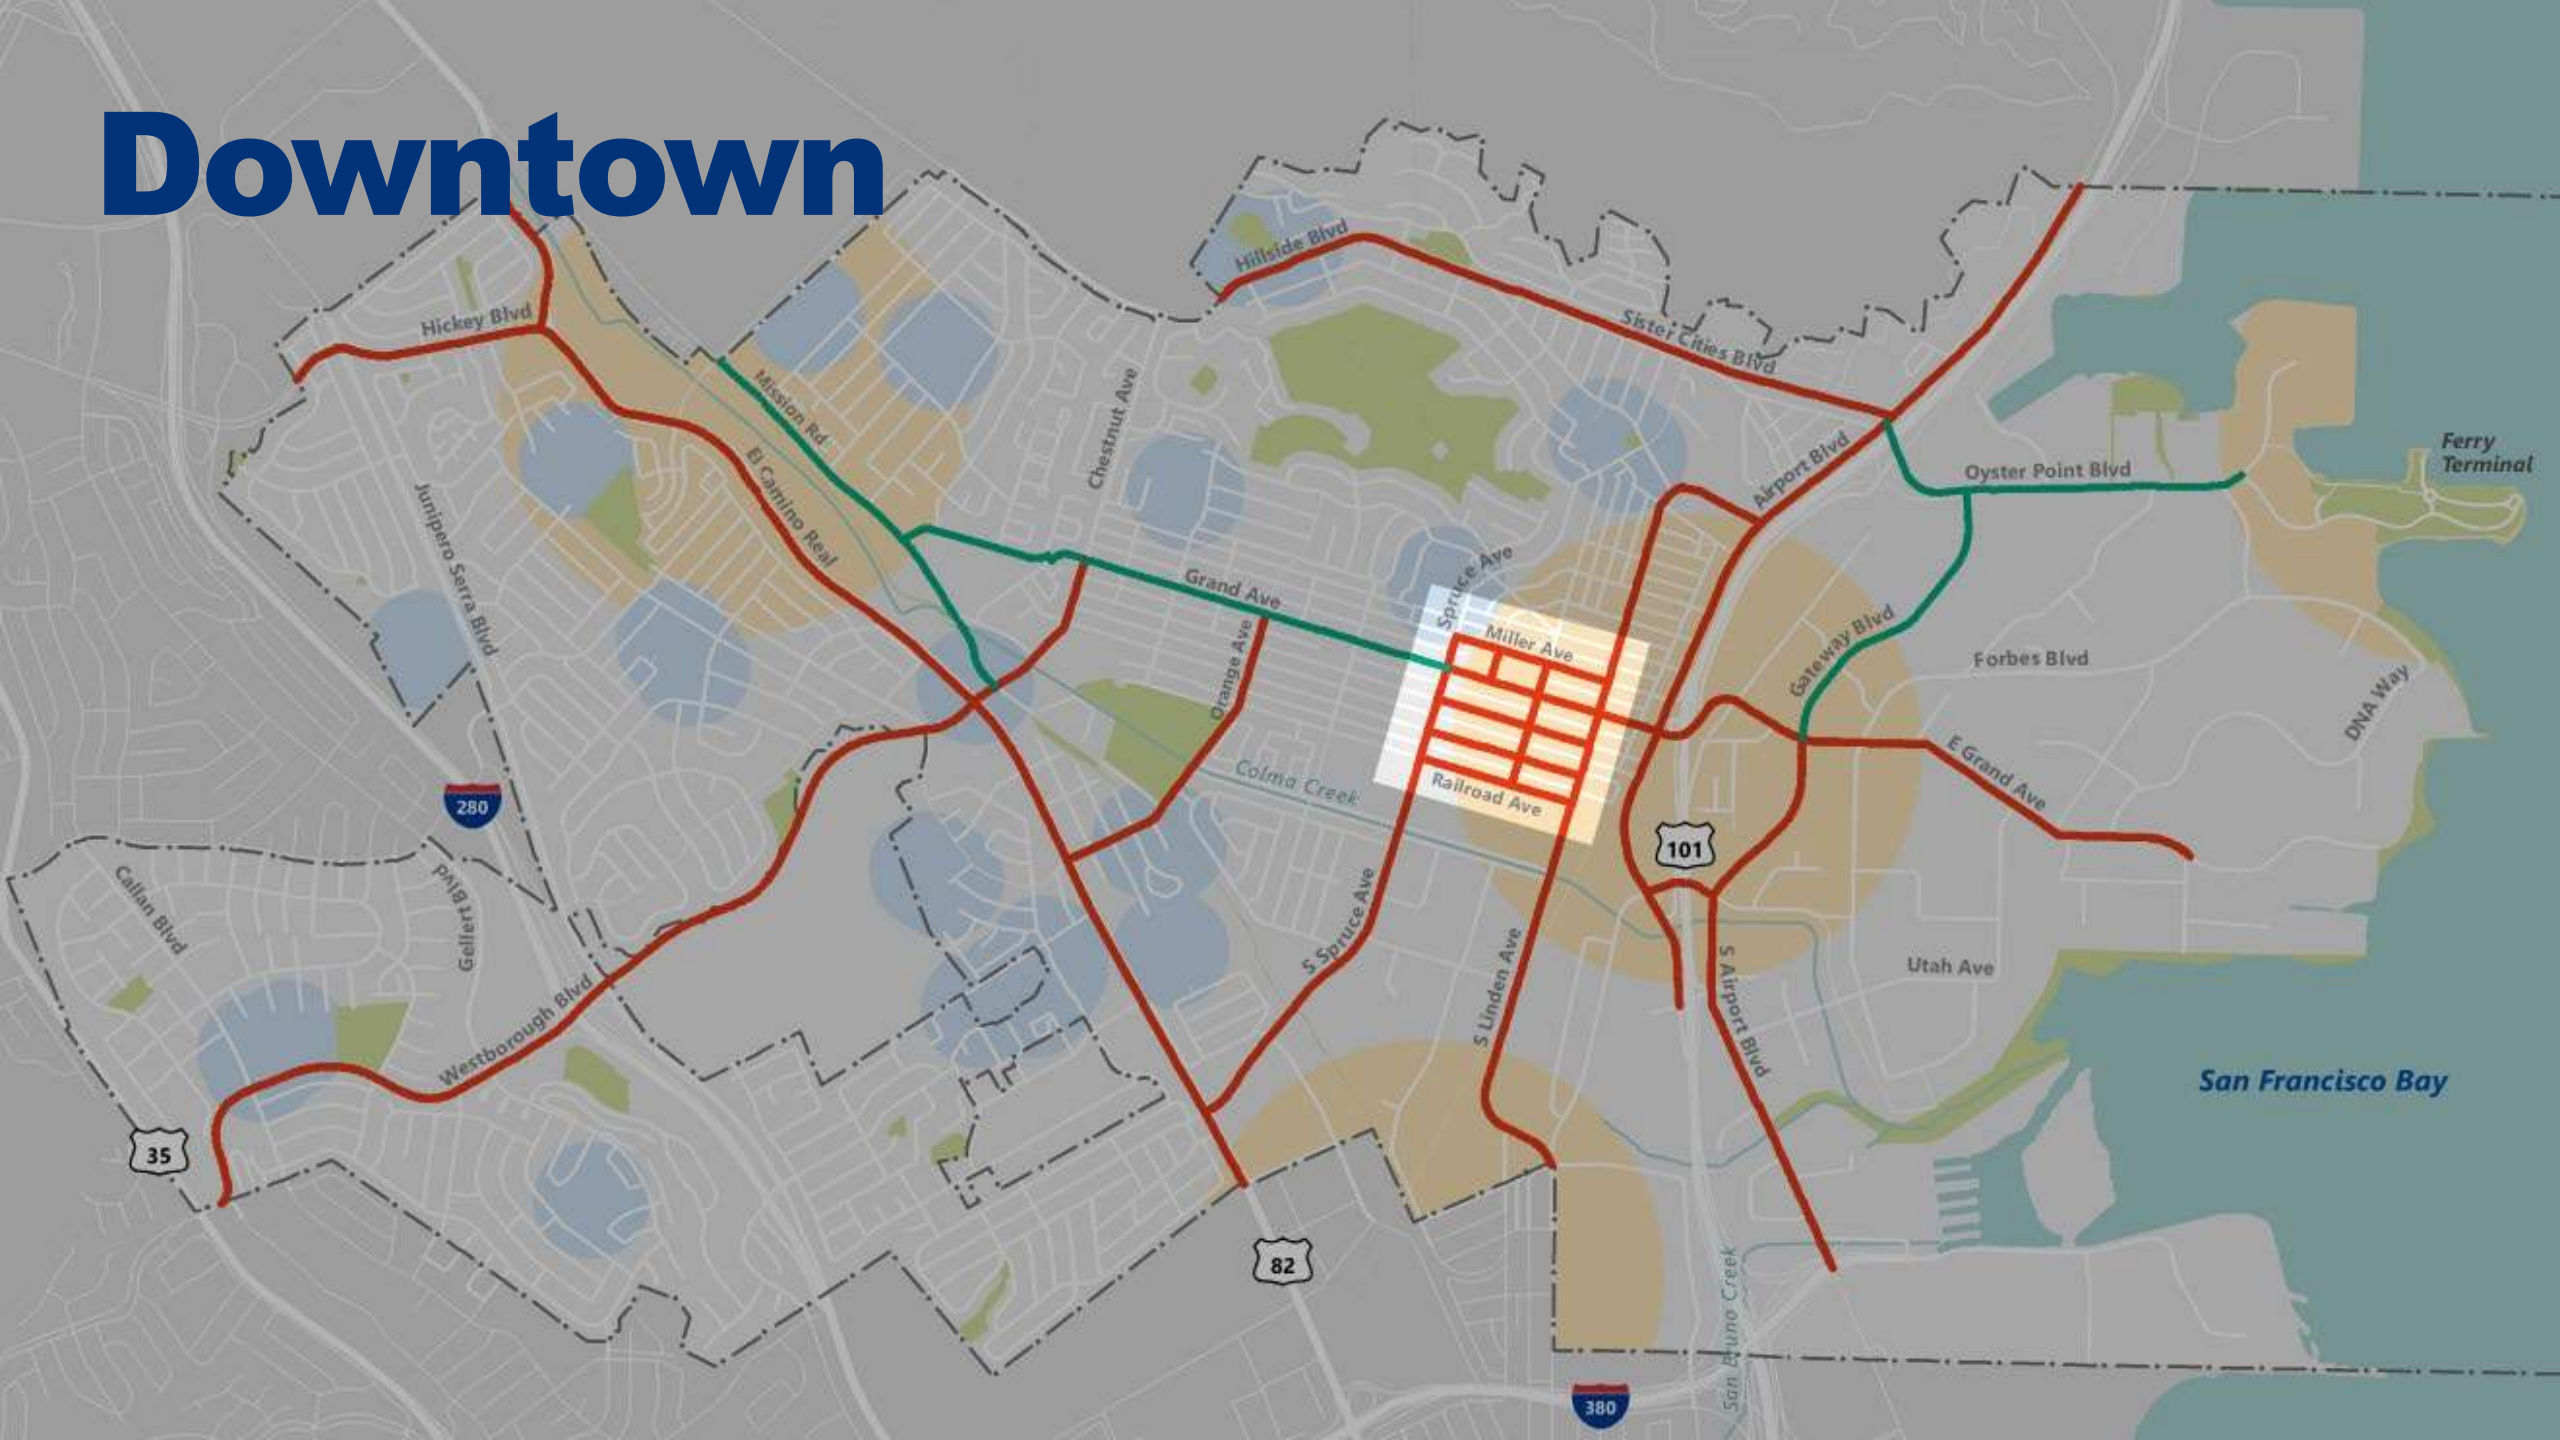 Downtown
Hillside Blvd
Hickey Blvd
Sister Cities Blvd
Mission Rd
Chestnut Ave
El Camino Real
Airport Blvd
Oyster Point Blvd
Ferry
Terminal
Junipero Serra Blvd
Grand Ave
Spruce Ave
Orange Ave
Miller Ave
Gateway Blvd
Forbes Blvd
DNA Way
E Grand Ave
Colma Creek
Railroad Ave
280
101
Callan Blvd
Gellert Blvd
S Spruce Ave
S Linden Ave
S Airport Blvd
Utah Ave
Westborough Blvd
San Francisco Bay
35
82
San Bruno Creek
380